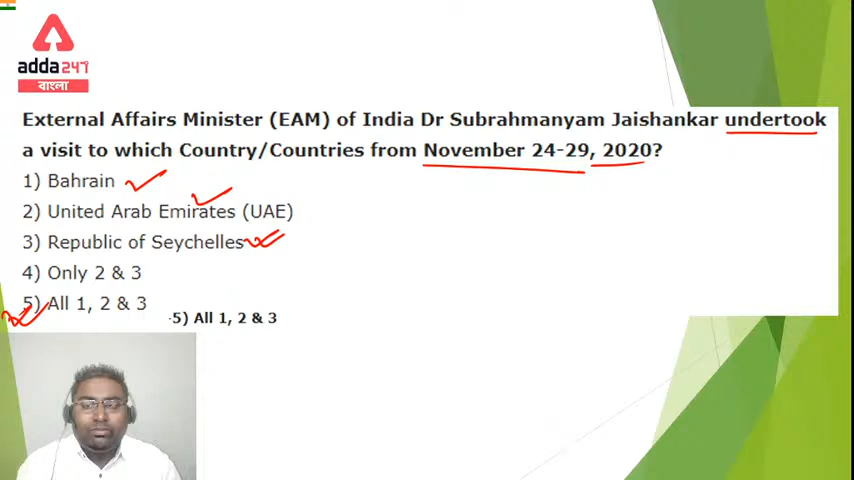 adda247
বাংলা
External Affairs Minister (EAM) of India Dr Subrahmanyam Jaishankar undertook
a visit to which Country/Countries from November 24-29, 2020?
1) Bahrain
2) United Arab Emirates (UAE)
3) Republic of Seychelles
4) Only 2 & 3
5) All 1, 2 & 3
5) All 1, 2 & 3